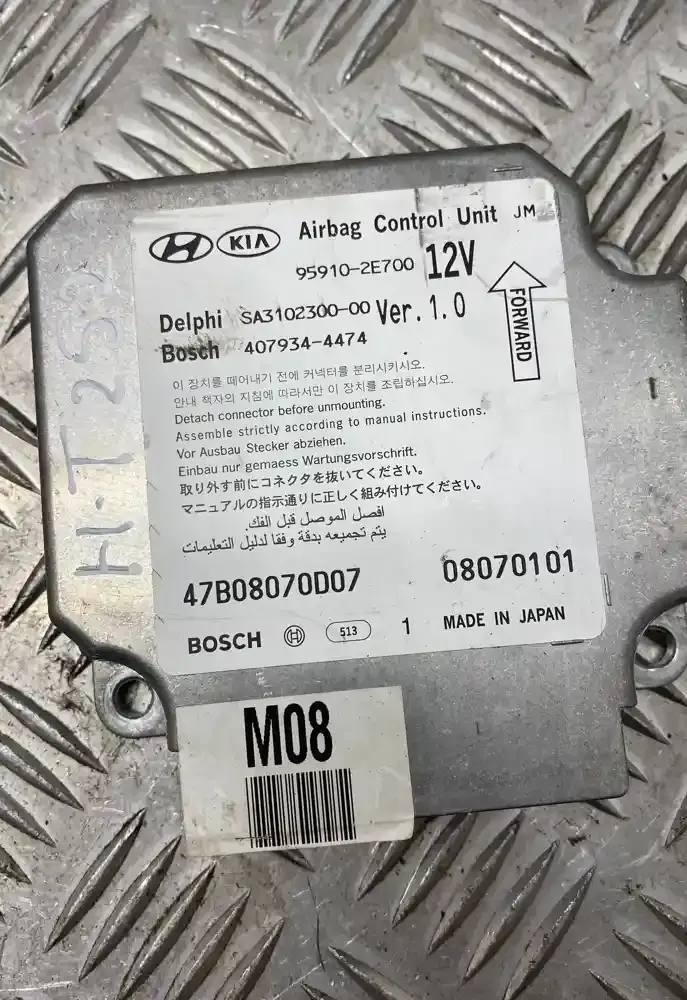 KIA Airbag Control Unit JM
95910-2E700 12V
Delphi SA3102300-00 Ver.1.0
Bosch 407934-4474
FORWARD
이 장치를 떼어내기 전에 커넥터를 분리시키시오.
안내 책자의 지침에 따라서만 이 장치를 조립하십시오.
Detach connector before unmounting.
Assemble strictly according to manual instructions.
Vor Ausbau Stecker abziehen.
Einbau nur gemaess Wartungsvorschrift.
取り外す前にコネクタを抜いてください。
マニュアルの指示通りに正しく組み付けてください。
افصل الموصل قبل الفك.
يتم تجميعه بدقة وفقا لدليل التعليمات
47B08070D07 08070101
BOSCH 513 1 MADE IN JAPAN
M08
H-T252